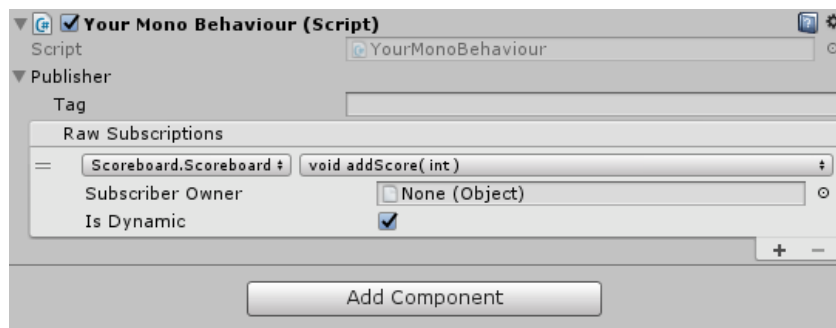 Your Mono Behaviour (Script)
Script YourMonoBehaviour
Publisher
Tag
Raw Subscriptions
Scoreboard.Scoreboard void addScore( int )
Subscriber Owner None (Object)
Is Dynamic
+ −
Add Component